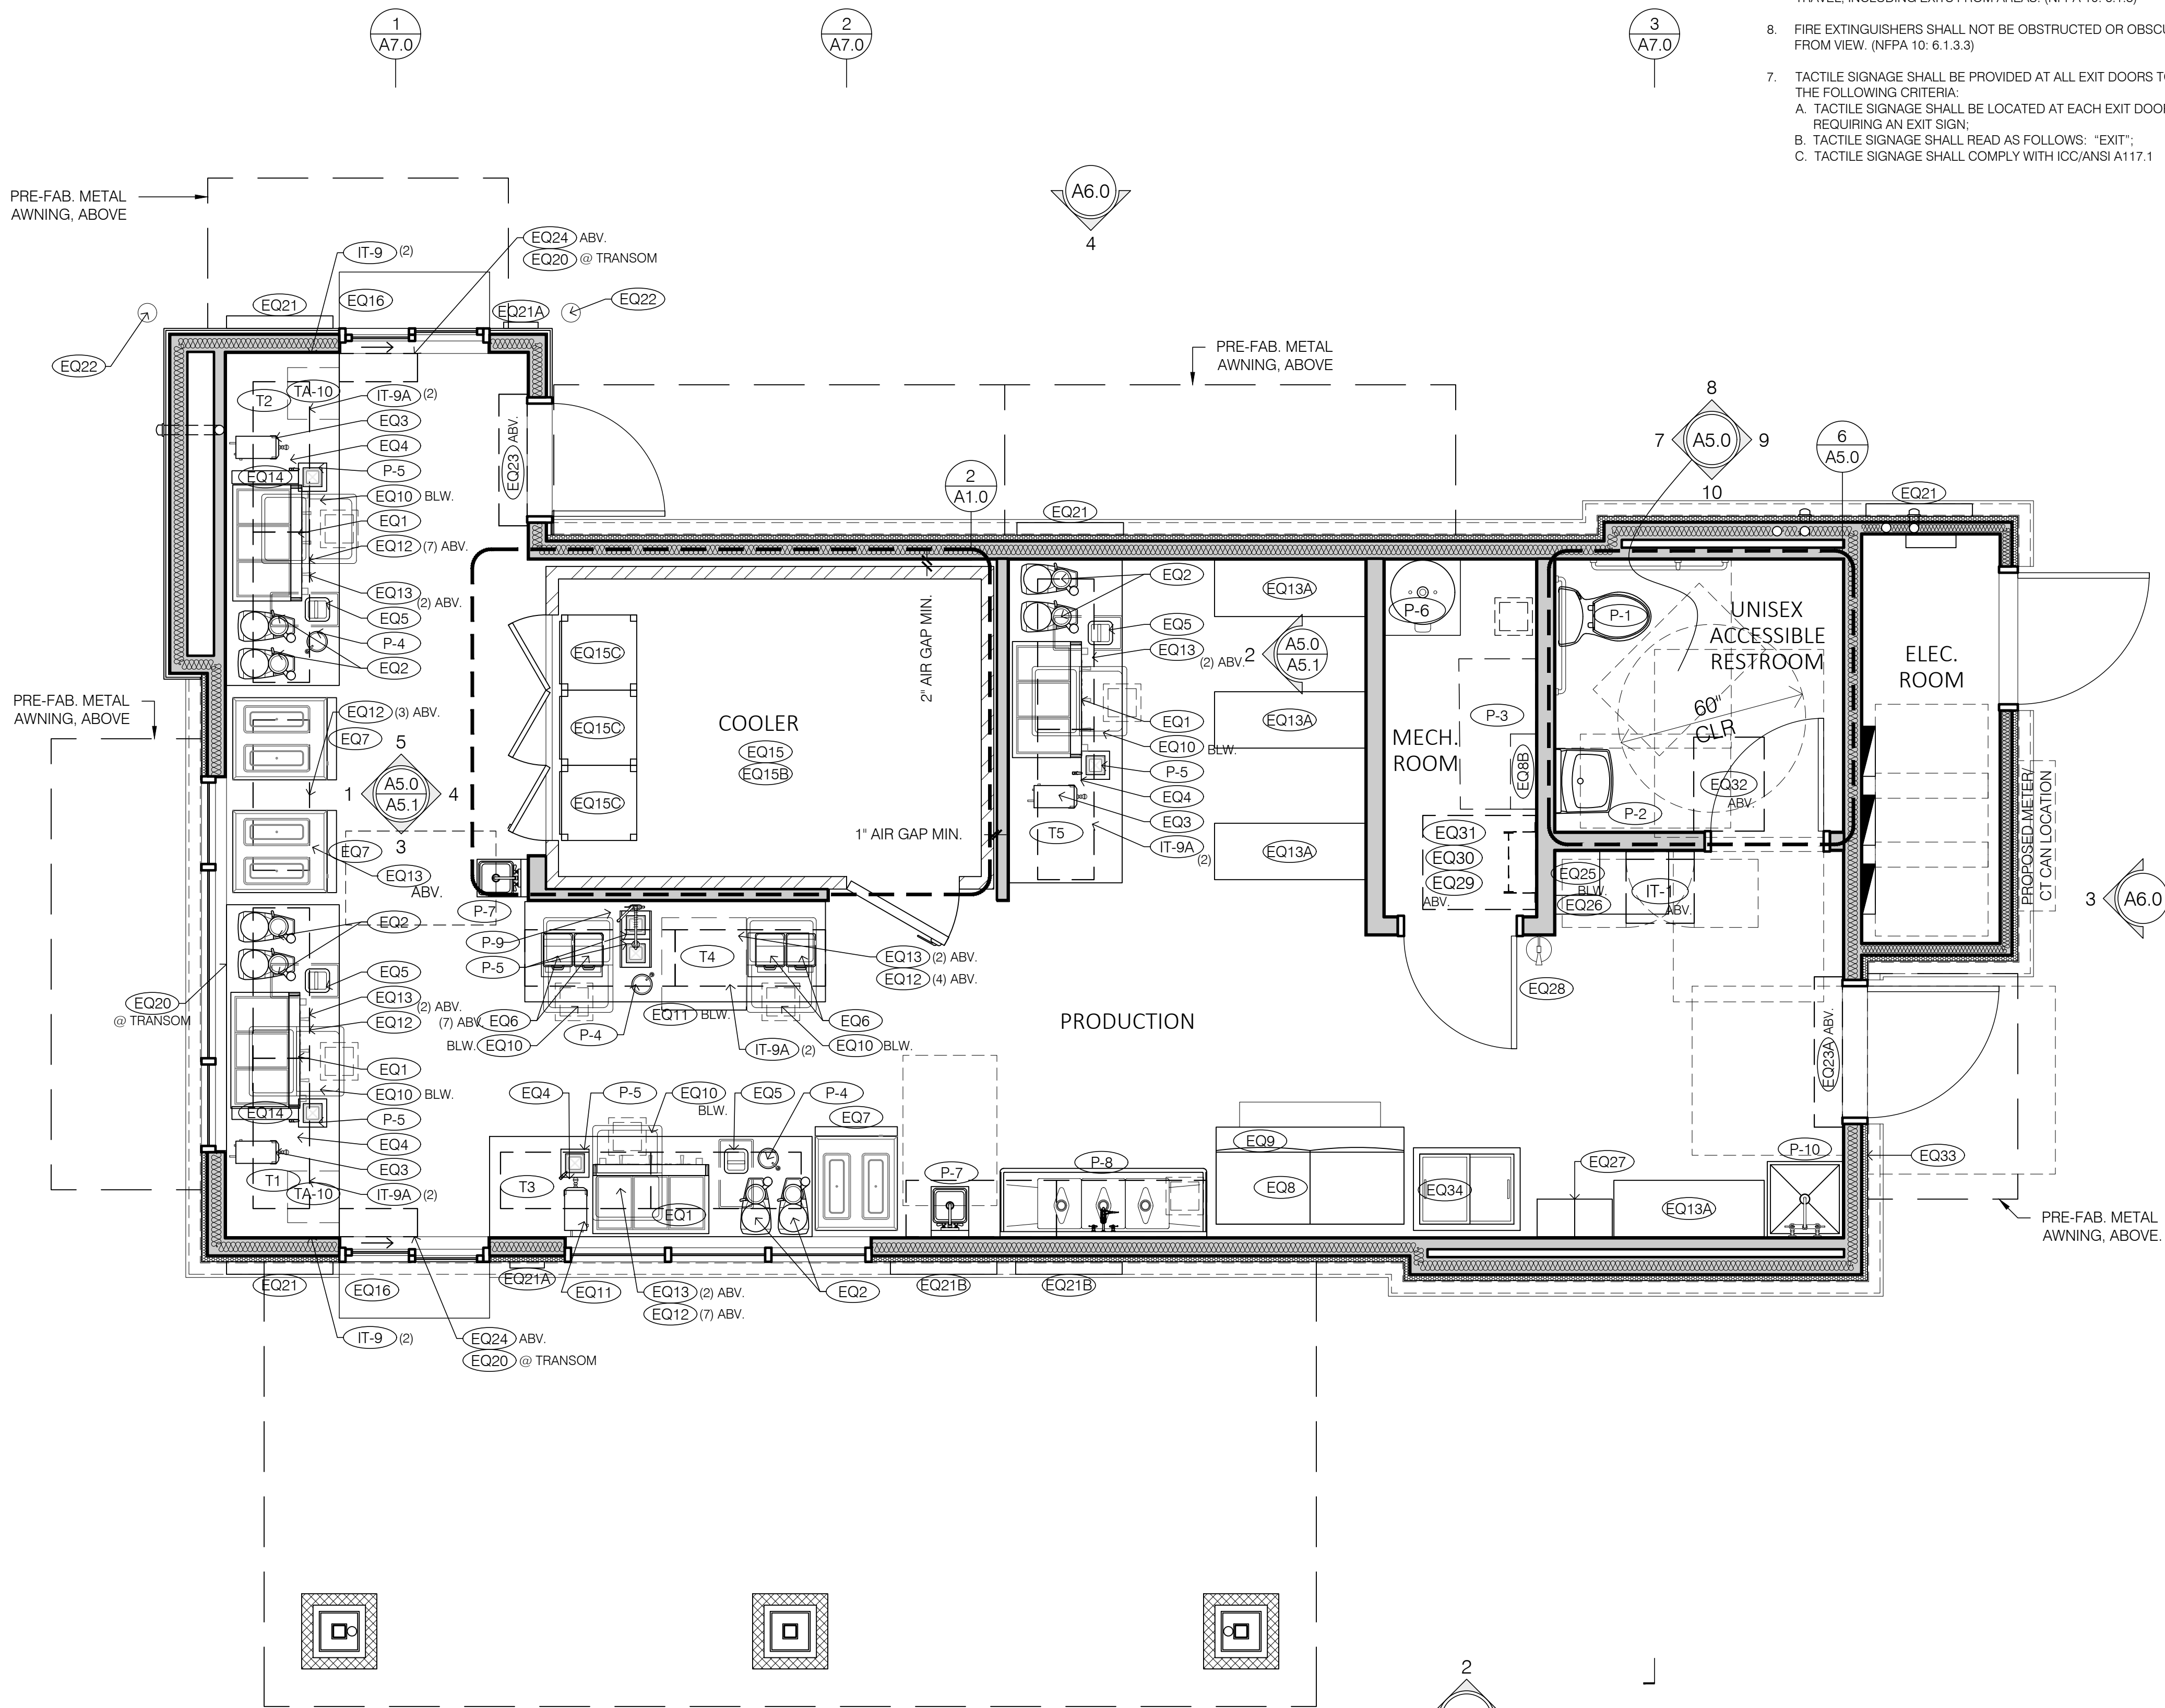 TRAVEL, INCLUDING EXITS FROM AREAS. (NFPA 10: 6.1.3)
8. FIRE EXTINGUISHERS SHALL NOT BE OBSTRUCTED OR OBSCU
FROM VIEW. (NFPA 10: 6.1.3.3)
7. TACTILE SIGNAGE SHALL BE PROVIDED AT ALL EXIT DOORS T
THE FOLLOWING CRITERIA:
A. TACTILE SIGNAGE SHALL BE LOCATED AT EACH EXIT DOO
REQUIRING AN EXIT SIGN;
B. TACTILE SIGNAGE SHALL READ AS FOLLOWS: "EXIT";
C. TACTILE SIGNAGE SHALL COMPLY WITH ICC/ANSI A117.1
1
A7.0
2
A7.0
3
A7.0
A6.0
4
PRE-FAB. METAL
AWNING, ABOVE
IT-9 (2)
EQ24 ABV.
EQ20 @ TRANSOM
EQ21
EQ16
EQ21A
EQ22
EQ22
PRE-FAB. METAL
AWNING, ABOVE
T2
TA-10
IT-9A (2)
EQ3
EQ4
P-5
EQ14
EQ10 BLW.
EQ1
EQ12 (7) ABV.
EQ13 (2) ABV.
EQ5
P-4
EQ2
EQ23 ABV.
2
A1.0
EQ21
8
7 A5.0 9
10
6
A5.0
EQ21
PRE-FAB. METAL
AWNING, ABOVE
EQ12 (3) ABV.
EQ7
5
1 A5.0 4
A5.1
3
EQ7
EQ13
ABV.
EQ15C
EQ15C
EQ15C
COOLER
EQ15
EQ15B
2" AIR GAP MIN.
1" AIR GAP MIN.
EQ2
EQ5
EQ13 (2) ABV.
EQ1
EQ10 BLW.
P-5
EQ4
EQ3
T5
IT-9A (2)
EQ13A
2 A5.0
A5.1
EQ13A
EQ13A
P-6
MECH.
ROOM
P-3
EQ8B
EQ31
EQ30
EQ29
ABV.
P-1
UNISEX
ACCESSIBLE
RESTROOM
60"
CLR
P-2
EQ32
ABV.
ELEC.
ROOM
PROPOSED METER/
CT CAN LOCATION
3 A6.0
EQ25
BLW.
EQ26
IT-1
ABV.
EQ28
P-7
P-9
P-5
T4
EQ13 (2) ABV.
EQ12 (4) ABV.
EQ6
EQ10
BLW.
P-4
EQ11 BLW.
IT-9A (2)
EQ6
EQ10 BLW.
PRODUCTION
EQ20
@ TRANSOM
EQ2
EQ5
EQ13 (2) ABV.
EQ12 (7) ABV.
EQ1
EQ10 BLW.
EQ14
P-5
EQ4
EQ3
T1
TA-10
IT-9A (2)
EQ4
P-5
EQ10
BLW.
EQ5
P-4
EQ7
T3
EQ1
P-7
P-8
EQ9
EQ8
EQ34
EQ27
EQ13A
P-10
EQ23A ABV.
EQ33
PRE-FAB. METAL
AWNING, ABOVE.
EQ21
EQ16
EQ21A
EQ11
EQ13 (2) ABV.
EQ12 (7) ABV.
EQ2
EQ21B
EQ21B
IT-9 (2)
EQ24 ABV.
EQ20 @ TRANSOM
2